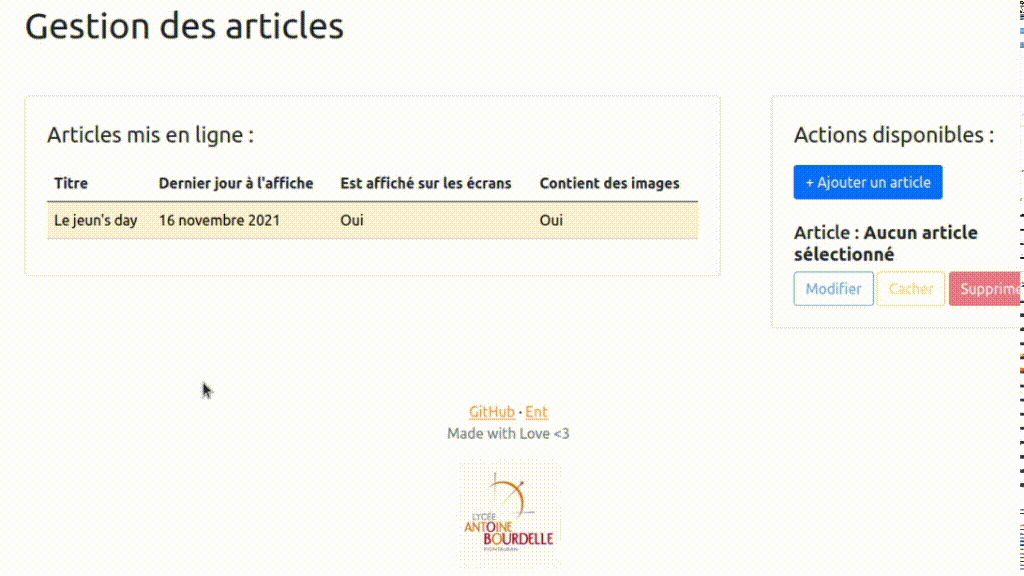 Gestion des articles
Articles mis en ligne :
Titre Dernier jour à l'affiche Est affiché sur les écrans Contient des images
Le jeun's day 16 novembre 2021 Oui Oui
Actions disponibles :
+ Ajouter un article
Article : Aucun article
sélectionné
Modifier Cacher Supprime
GitHub · Ent
Made with Love <3
LYCÉE
ANTOINE
BOURDELLE
MONTAUBAN